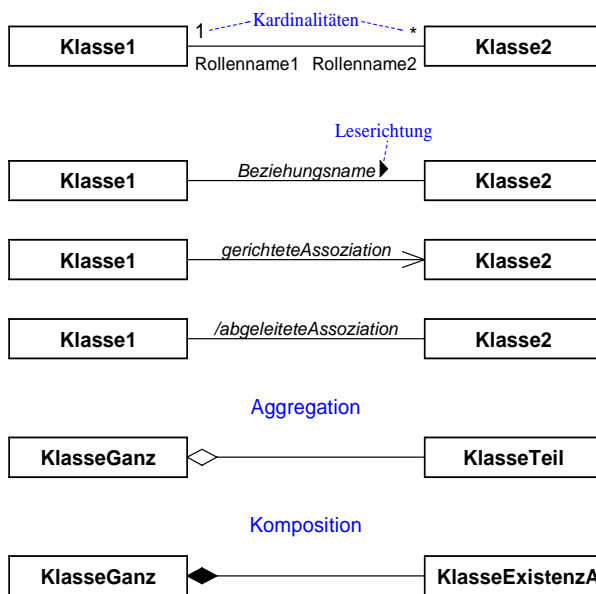 1 Kardinalitäten *
Klasse1 Klasse2
Rollenname1 Rollenname2
Leserichtung
Klasse1 Beziehungsname Klasse2
Klasse1 gerichteteAssoziation Klasse2
Klasse1 /abgeleiteteAssoziation Klasse2
Aggregation
KlasseGanz KlasseTeil
Komposition
KlasseGanz KlasseExistenzA